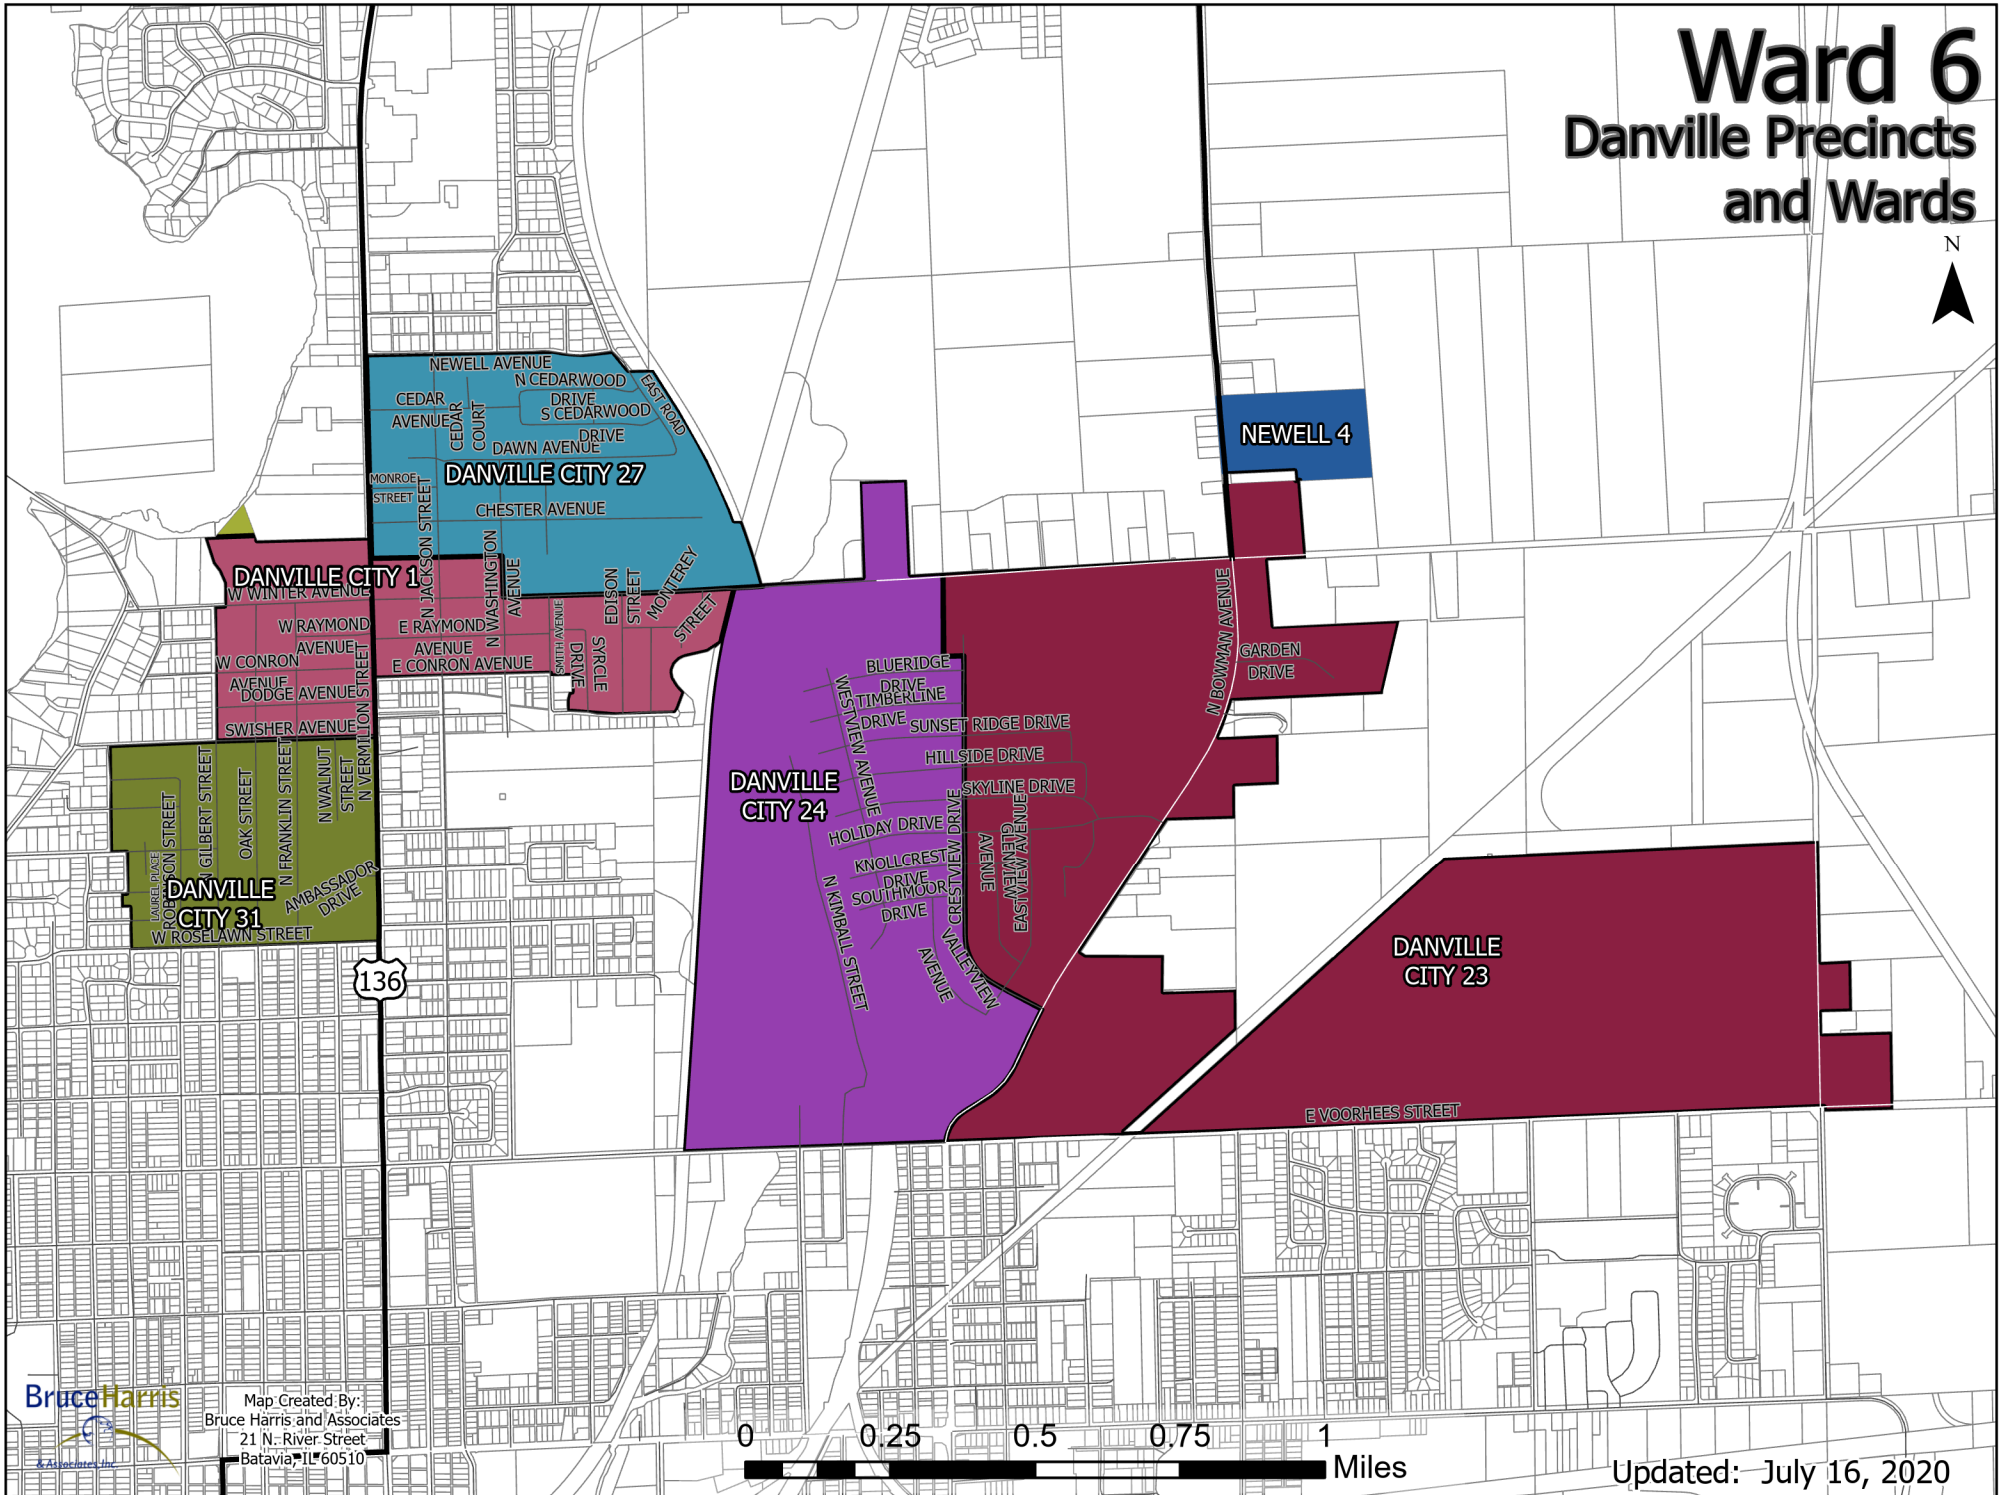 Ward 6
Danville Precincts
and Wards
N
NEWELL AVENUE
N CEDARWOOD
DRIVE
S CEDARWOOD
DRIVE
EAST ROAD
CEDAR
AVENUE
CEDAR
COURT
DAWN AVENUE
DANVILLE CITY 27
MONROE
STREET
CHESTER AVENUE
N JACKSON STREET
N WASHINGTON
AVENUE
NEWELL 4
DANVILLE CITY 1
W WINTER AVENUE
W RAYMOND
AVENUE
E RAYMOND
AVENUE
W CONRON
AVENUE
E CONRON AVENUE
DODGE AVENUE
SWISHER AVENUE
SMITH AVENUE
SYRCLE
DRIVE
EDISON
STREET
MONTEREY
STREET
N VERMILION STREET
N BOWMAN AVENUE
GARDEN
DRIVE
BLUERIDGE
DRIVE
TIMBERLINE
DRIVE
SUNSET RIDGE DRIVE
HILLSIDE DRIVE
SKYLINE DRIVE
WESTVIEW AVENUE
HOLIDAY DRIVE
KNOLLCREST
DRIVE
SOUTHMOOR
DRIVE
CRESTVIEW DRIVE
GLENVIEW
AVENUE
EASTVIEW AVENUE
VALLEYVIEW
AVENUE
N KIMBALL STREET
DANVILLE
CITY 24
DANVILLE
CITY 23
E VOORHEES STREET
N GILBERT STREET
OAK STREET
N FRANKLIN STREET
N WALNUT
STREET
LAUREL PLACE
ROBINSON STREET
AMBASSADOR
DRIVE
DANVILLE
CITY 31
W ROSELAWN STREET
136
BruceHarris
& Associates, Inc.
Map Created By:
Bruce Harris and Associates
21 N. River Street
Batavia, IL 60510
0 0.25 0.5 0.75 1
Miles
Updated: July 16, 2020